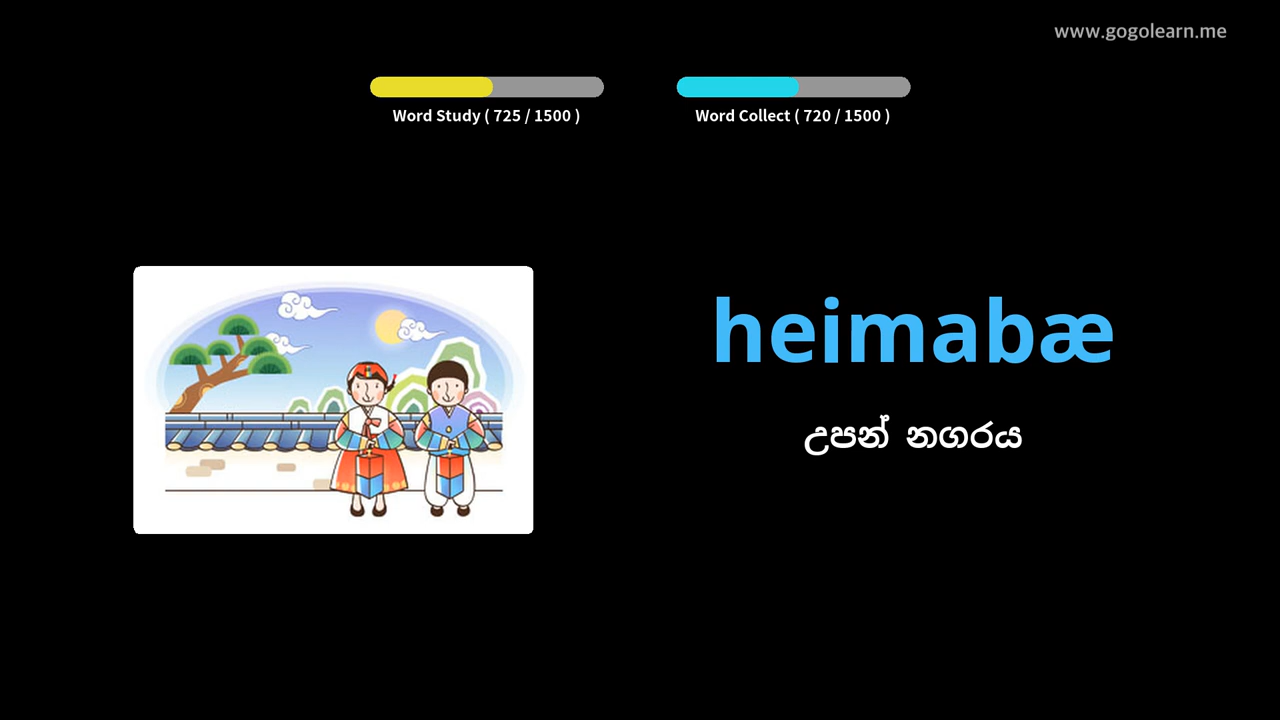 www.gogolearn.me
Word Study ( 725 / 1500 )
Word Collect ( 720 / 1500 )
heimabæ
උපන් නගරය